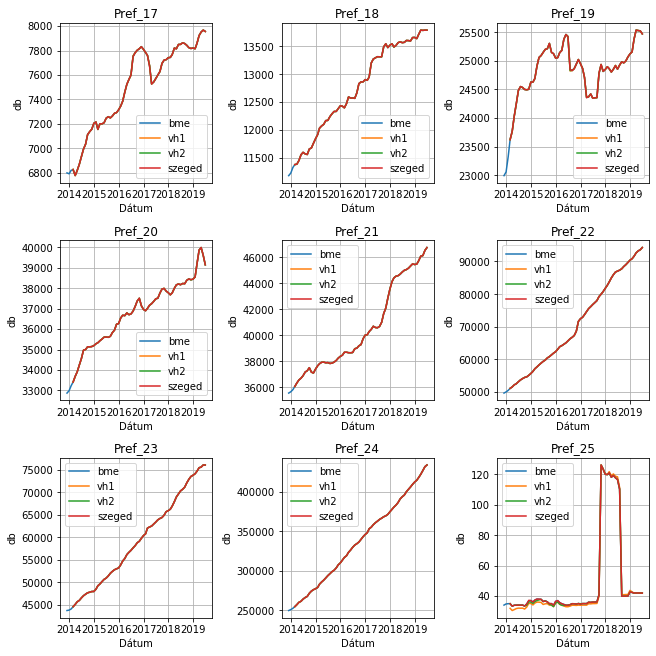 Pref_17
8000
7800
7600
7400
7200
7000
6800
db
bme
vh1
vh2
szeged
2014 2015 2016 2017 2018 2019
Dátum
Pref_18
13500
13000
12500
12000
11500
db
bme
vh1
vh2
szeged
2014 2015 2016 2017 2018 2019
Dátum
Pref_19
25500
25000
24500
24000
23500
23000
db
bme
vh1
vh2
szeged
2014 2015 2016 2017 2018 2019
Dátum
Pref_20
40000
39000
38000
37000
36000
35000
34000
33000
db
bme
vh1
vh2
szeged
2014 2015 2016 2017 2018 2019
Dátum
Pref_21
46000
44000
42000
40000
38000
36000
db
bme
vh1
vh2
szeged
2014 2015 2016 2017 2018 2019
Dátum
Pref_22
90000
80000
70000
60000
50000
db
bme
vh1
vh2
szeged
2014 2015 2016 2017 2018 2019
Dátum
Pref_23
75000
70000
65000
60000
55000
50000
45000
db
bme
vh1
vh2
szeged
2014 2015 2016 2017 2018 2019
Dátum
Pref_24
400000
350000
300000
250000
db
bme
vh1
vh2
szeged
2014 2015 2016 2017 2018 2019
Dátum
Pref_25
120
100
80
60
40
db
bme
vh1
vh2
szeged
2014 2015 2016 2017 2018 2019
Dátum